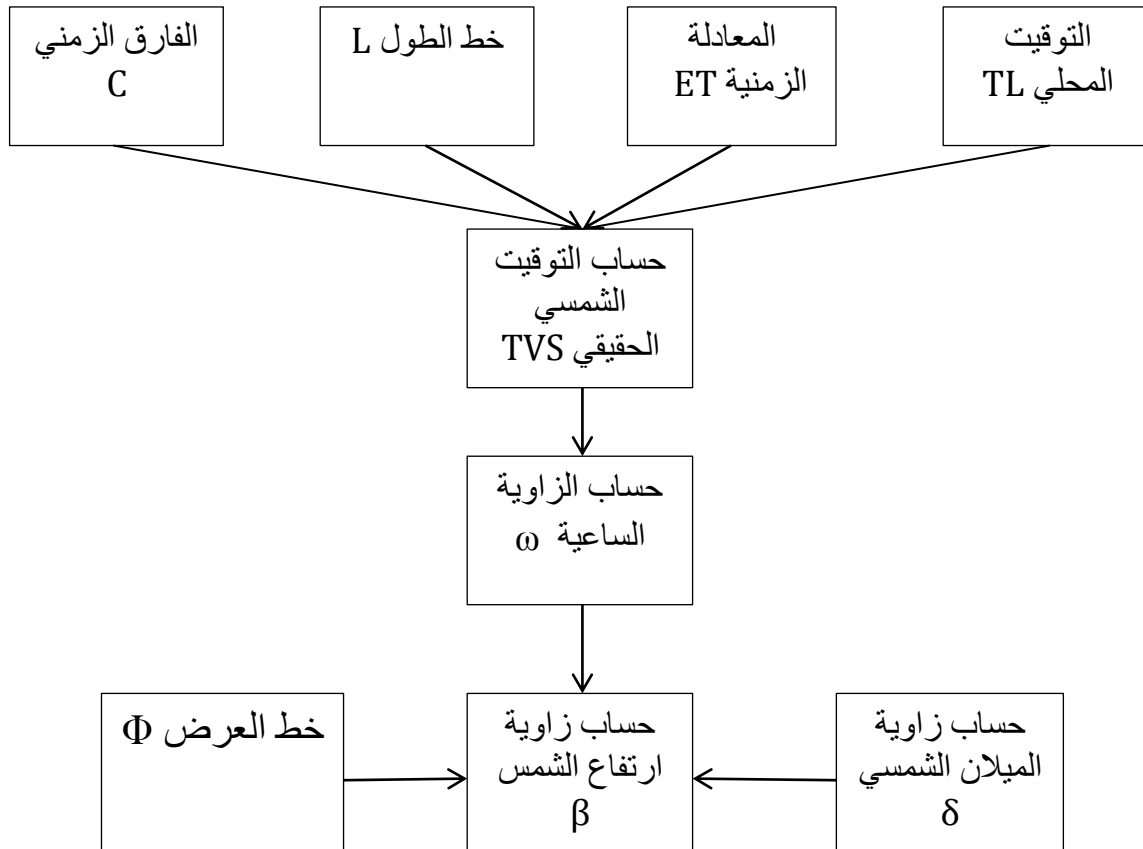 التوقيت
المحلي TL
المعادلة
الزمنية ET
خط الطول L
الفارق الزمني
C
حساب التوقيت
الشمسي
الحقيقي TVS
حساب الزاوية
الساعية ω
حساب زاوية
الميلان الشمسي
δ
حساب زاوية
ارتفاع الشمس
β
خط العرض Φ